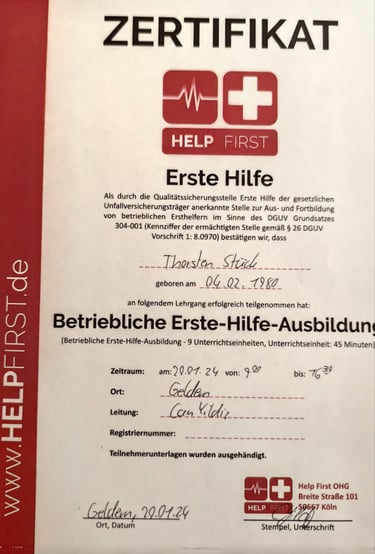 ZERTIFIKAT
HELP FIRST
Erste Hilfe
Als durch die Qualitätssicherungsstelle Erste Hilfe der gesetzlichen
Unfallversicherungsträger anerkannte Stelle zur Aus- und Fortbildung
von betrieblichen Ersthelfern im Sinne des DGUV Grundsatzes
304-001 (Kennziffer der ermächtigten Stelle gemäß § 26 DGUV
Vorschrift 1: 8.0970) bestätigen wir, dass
Thorsten Stück
geboren am 04.02.1980
an folgendem Lehrgang erfolgreich teilgenommen hat:
Betriebliche Erste-Hilfe-Ausbildung
(Betriebliche Erste-Hilfe-Ausbildung - 9 Unterrichtseinheiten, Unterrichtseinheit: 45 Minuten)
Zeitraum: am: 20.01.24 von: 9:00 bis: 16:30
Ort: Geldern
Leitung: Can Yildiz
Registriernummer:
Teilnehmerunterlagen wurden ausgehändigt.
Geldern, 20.01.24
Ort, Datum
HELP FIRST
Help First OHG
Breite Straße 101
50667 Köln
Stempel, Unterschrift
www.HELPFIRST.de